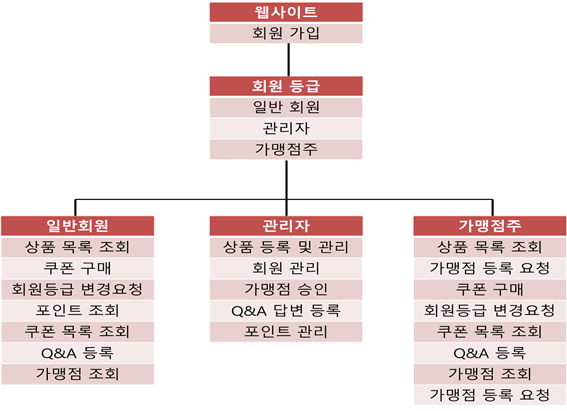 웹사이트
회원 가입
회원 등급
일반 회원
관리자
가맹점주
일반회원
상품 목록 조회
쿠폰 구매
회원등급 변경요청
포인트 조회
쿠폰 목록 조회
Q&A 등록
가맹점 조회
관리자
상품 등록 및 관리
회원 관리
가맹점 승인
Q&A 답변 등록
포인트 관리
가맹점주
상품 목록 조회
가맹점 등록 요청
쿠폰 구매
회원등급 변경요청
쿠폰 목록 조회
Q&A 등록
가맹점 조회
가맹점 등록 요청